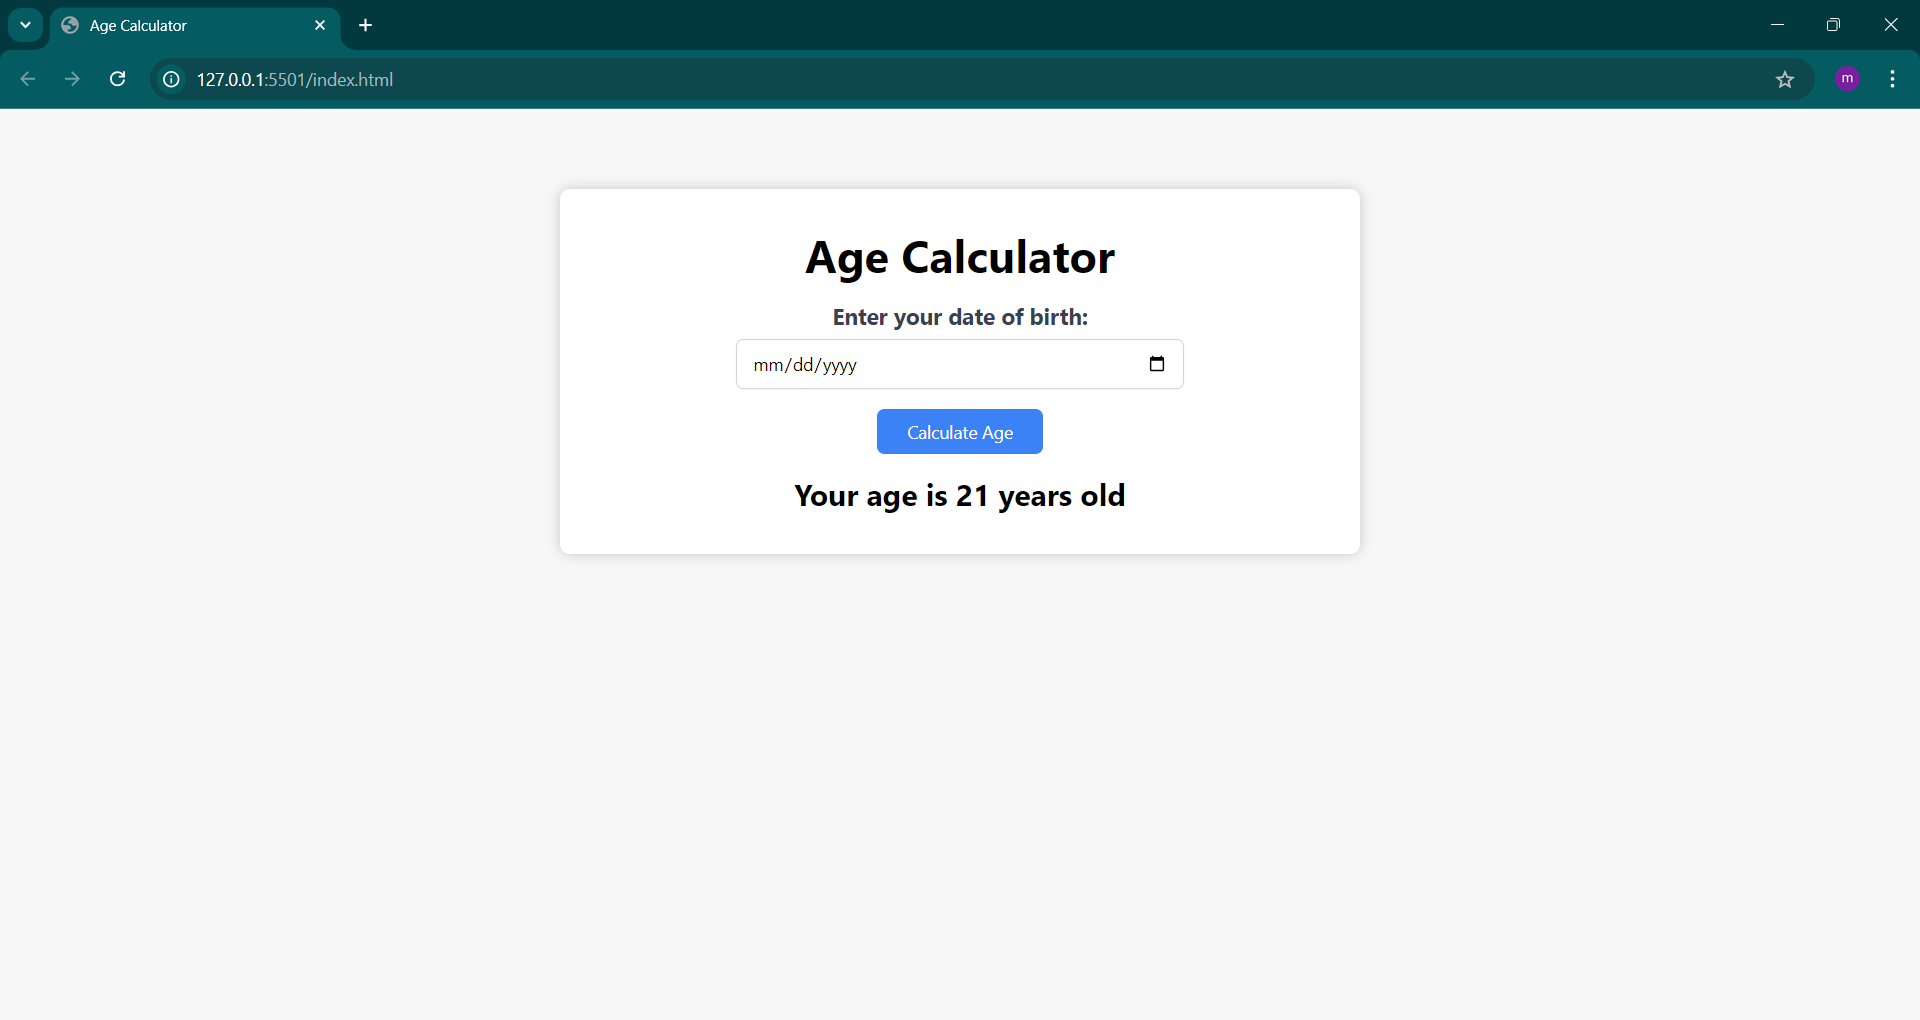 Age Calculator
127.0.0.1:5501/index.html
m
Age Calculator
Enter your date of birth:
mm/dd/yyyy
Calculate Age
Your age is 21 years old